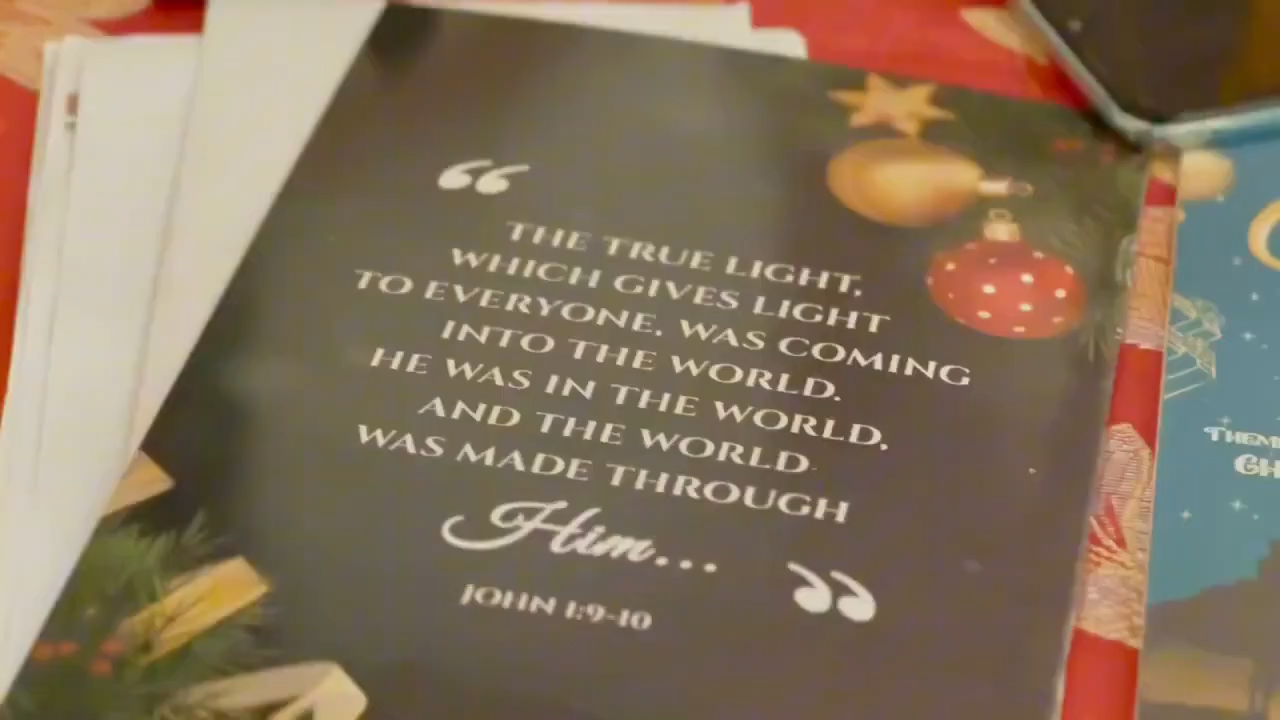 “
THE TRUE LIGHT,
WHICH GIVES LIGHT
TO EVERYONE, WAS COMING
INTO THE WORLD.
HE WAS IN THE WORLD,
AND THE WORLD
WAS MADE THROUGH
Him...
”
JOHN 1:9-10